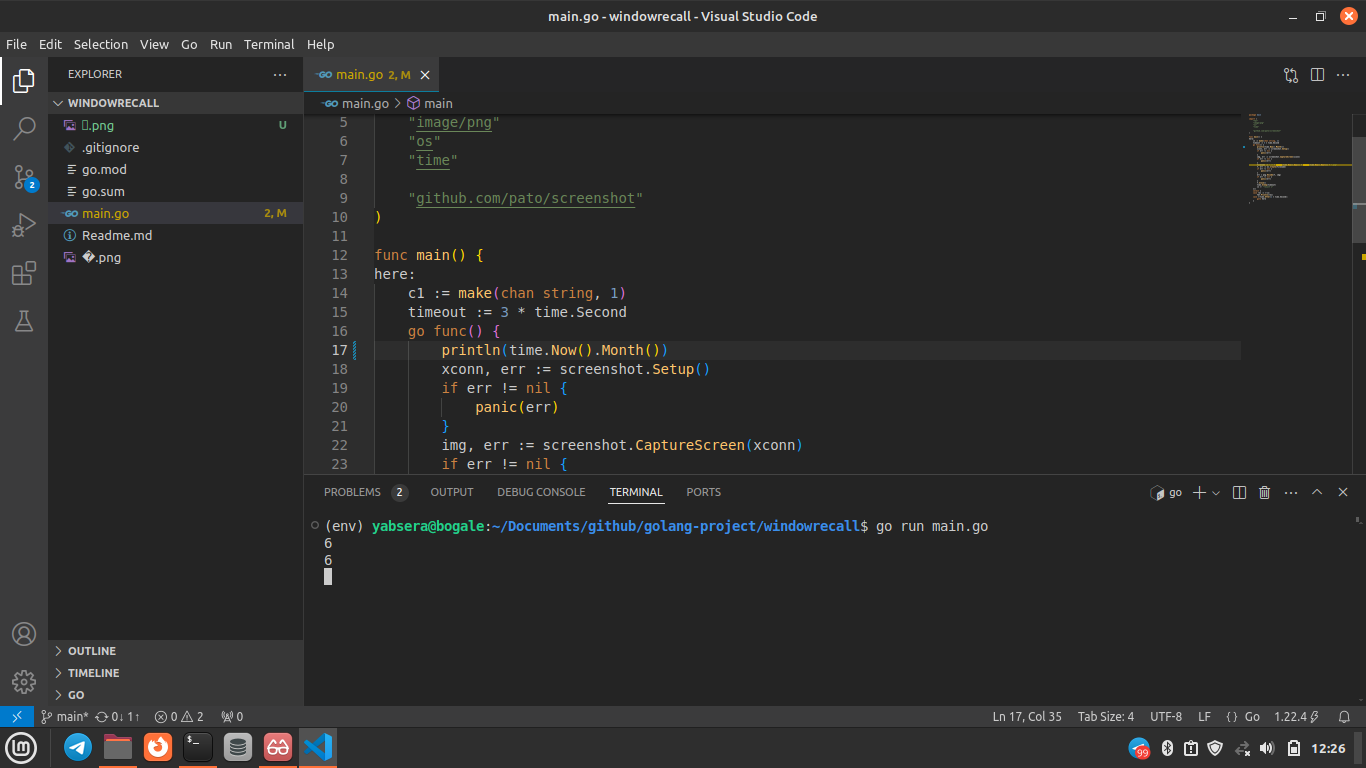 main.go - windowrecall - Visual Studio Code
File Edit Selection View Go Run Terminal Help
EXPLORER
main.go 2, M
WINDOWRECALL
main.go > main
.png U
.gitignore
go.mod
go.sum
main.go 2, M
Readme.md
�.png
5 "image/png"
6 "os"
7 "time"
8
9 "github.com/pato/screenshot"
10 )
11
12 func main() {
13 here:
14 c1 := make(chan string, 1)
15 timeout := 3 * time.Second
16 go func() {
17 println(time.Now().Month())
18 xconn, err := screenshot.Setup()
19 if err != nil {
20 panic(err)
21 }
22 img, err := screenshot.CaptureScreen(xconn)
23 if err != nil {
PROBLEMS 2 OUTPUT DEBUG CONSOLE TERMINAL PORTS go
(env) yabsera@bogale:~/Documents/github/golang-project/windowrecall$ go run main.go
6
6
OUTLINE
TIMELINE
GO
main* 0↓ 1↑ 0 2 0 Ln 17, Col 35 Tab Size: 4 UTF-8 LF {} Go 1.22.4
99 12:26